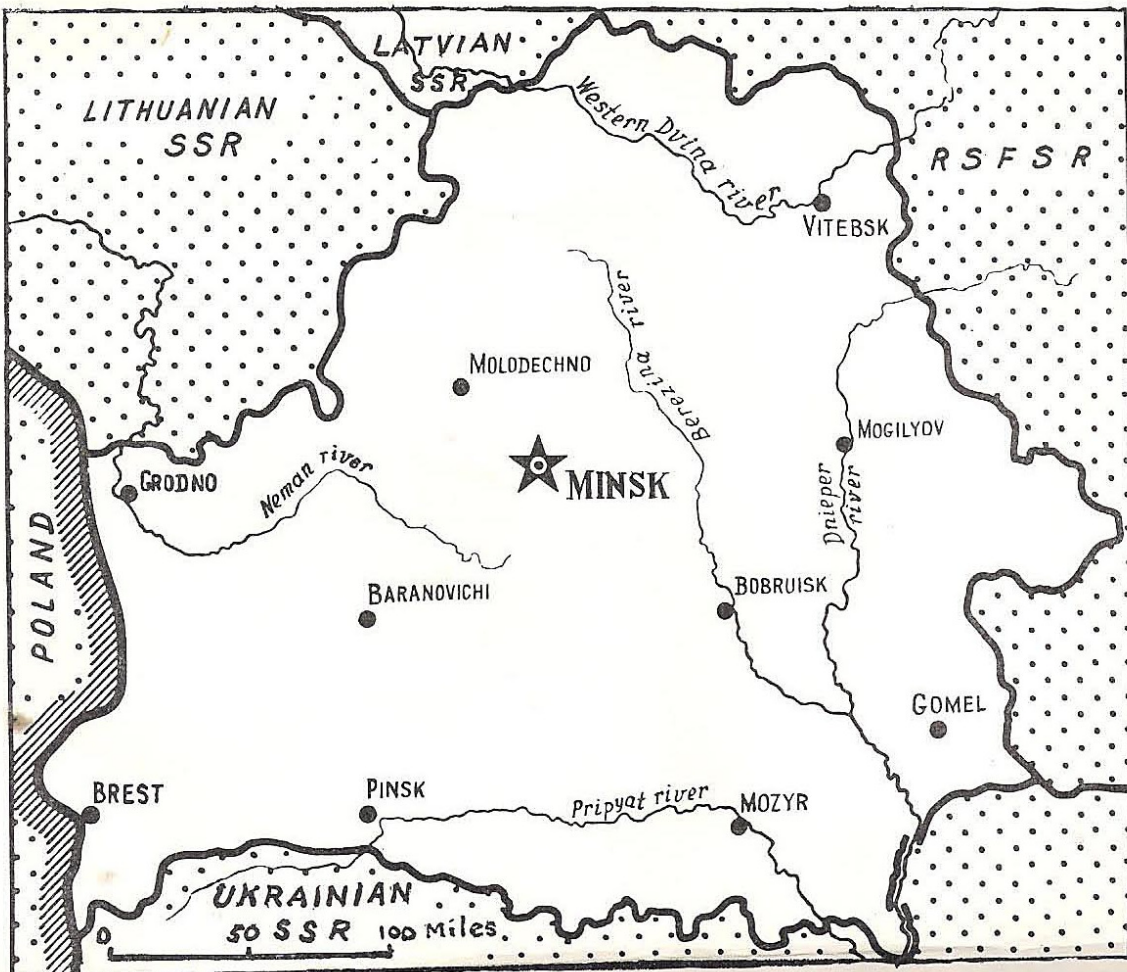 LATVIAN
SSR
LITHUANIAN
SSR
Western Dvina river
RSFSR
VITEBSK
Berezina river
MOLODECHNO
MOGILYOV
MINSK
GRODNO
Neman river
Dnieper
river
POLAND
BARANOVICHI
BOBRUISK
GOMEL
BREST
PINSK
Pripyat river
MOZYR
UKRAINIAN
SSR
0 50 100 Miles